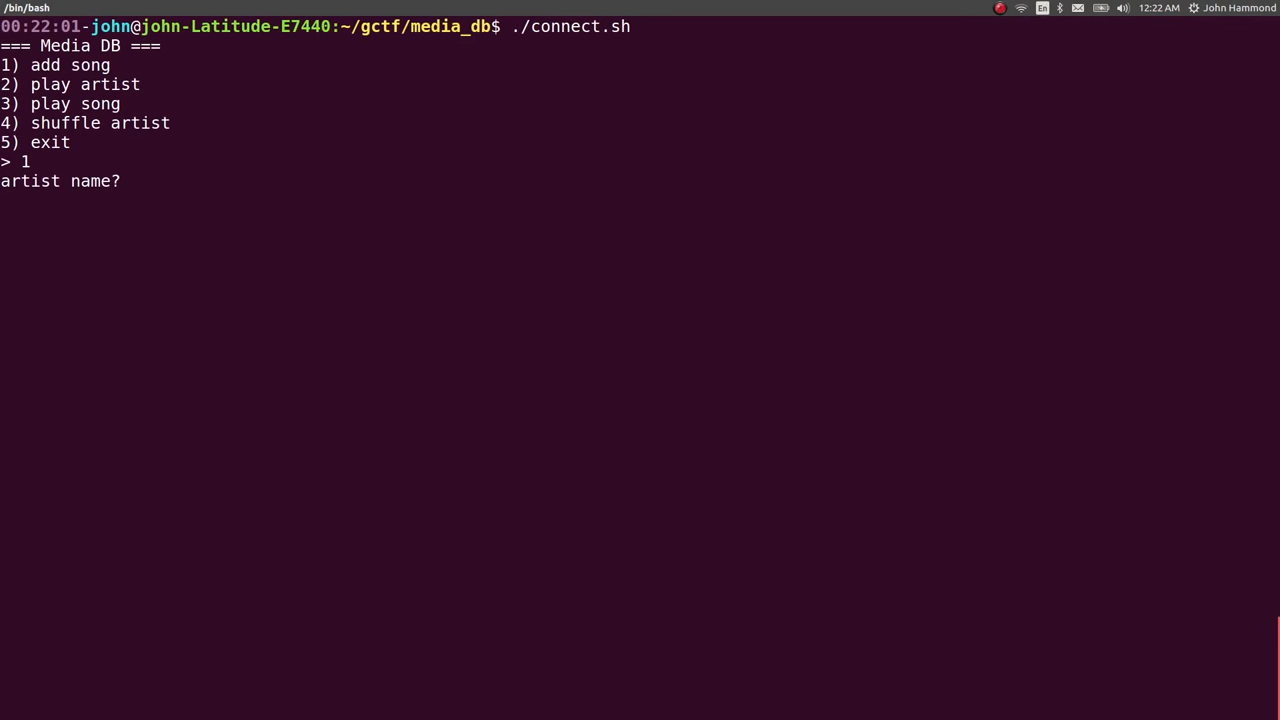 /bin/bash
En
12:22 AM
John Hammond
00:22:01-john@john-Latitude-E7440:~/gctf/media_db$ ./connect.sh
=== Media DB ===
1) add song
2) play artist
3) play song
4) shuffle artist
5) exit
> 1
artist name?